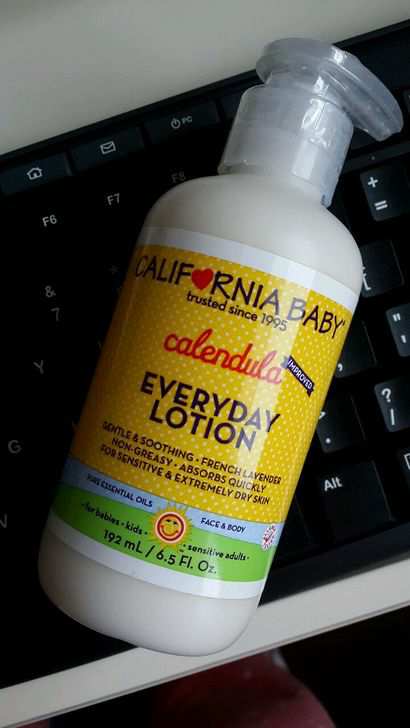 CALIFORNIA BABY
trusted since 1995
calendula
IMPROVED
EVERYDAY
LOTION
GENTLE & SOOTHING • FRENCH LAVENDER
NON-GREASY • ABSORBS QUICKLY
FOR SENSITIVE & EXTREMELY DRY SKIN
PURE ESSENTIAL OILS
FACE & BODY
• for babies • kids •
• sensitive adults •
192 mL / 6.5 Fl. Oz.
PC
F6
F7
F8
&
7
Y
G
+
=
?
/
Alt